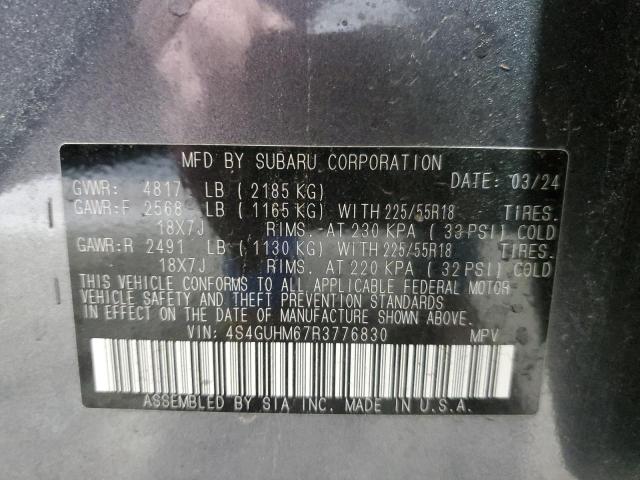 MFD BY SUBARU CORPORATION
GVWR: 4817 LB ( 2185 KG) DATE: 03/24
GAWR:F 2568 LB ( 1165 KG) WITH 225/55R18 TIRES.
18X7J RIMS. AT 230 KPA ( 33 PSI) COLD
GAWR:R 2491 LB ( 1130 KG) WITH 225/55R18 TIRES.
18X7J RIMS. AT 220 KPA ( 32 PSI) COLD
THIS VEHICLE CONFORMS TO ALL APPLICABLE FEDERAL MOTOR
VEHICLE SAFETY AND THEFT PREVENTION STANDARDS
IN EFFECT ON THE DATE OF MANUFACTURE SHOWN ABOVE.
VIN: 4S4GUHM67R3776830 MPV
ASSEMBLED BY SIA INC. MADE IN U.S.A.